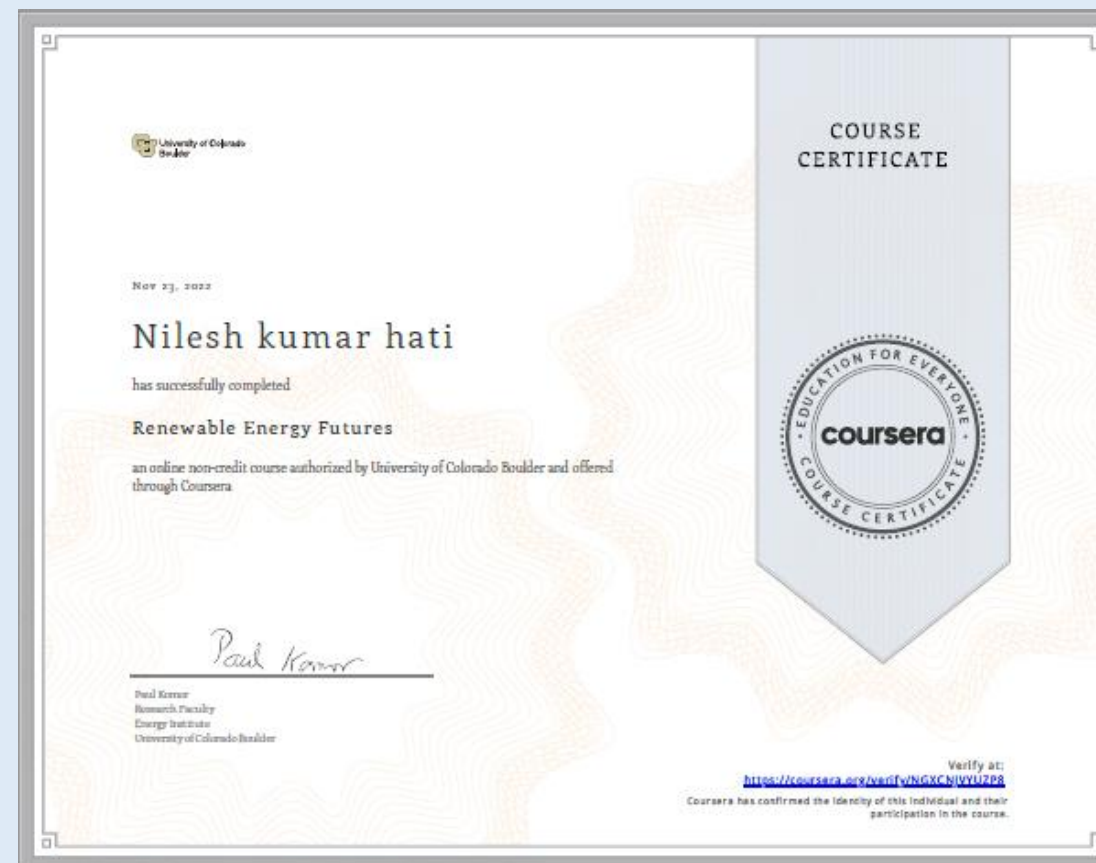 University of Colorado
Boulder
COURSE
CERTIFICATE
Nov 23, 2022
Nilesh kumar hati
has successfully completed
Renewable Energy Futures
an online non-credit course authorized by University of Colorado Boulder and offered
through Coursera
EDUCATION FOR EVERYONE
coursera
COURSE CERTIFICATE
Paul Komor
Paul Komor
Research Faculty
Energy Institute
University of Colorado Boulder
Verify at:
https://coursera.org/verify/NGXCNJVYUZP8
Coursera has confirmed the identity of this individual and their
participation in the course.